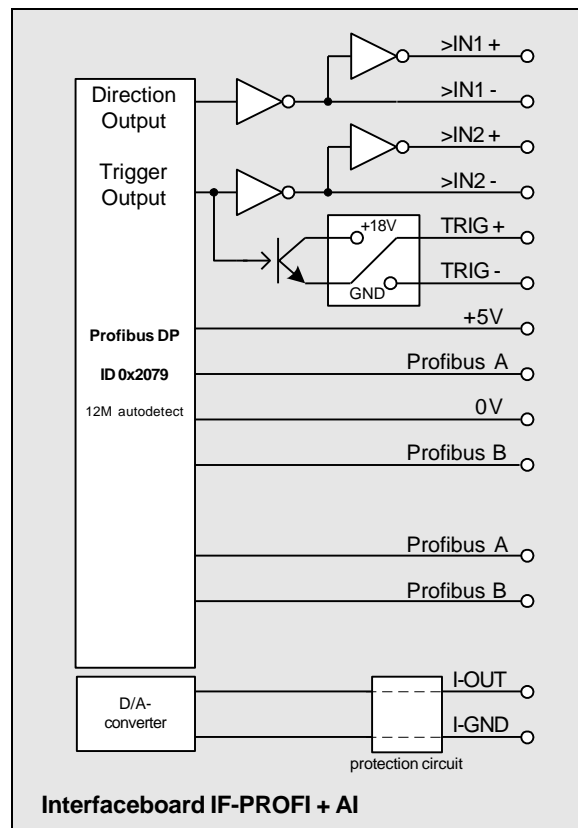 >IN1 +
Direction
Output
>IN1 -
>IN2 +
Trigger
Output
>IN2 -
+18V
TRIG +
TRIG -
GND
+5V
Profibus DP
Profibus A
ID 0x2079
12M autodetect
0V
Profibus B
Profibus A
Profibus B
I-OUT
D/A-
converter
I-GND
protection circuit
Interfaceboard IF-PROFI + AI